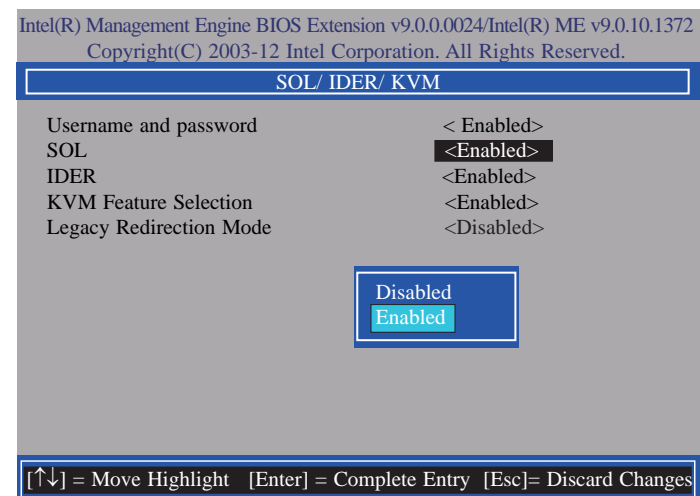 Intel(R) Management Engine BIOS Extension v9.0.0.0024/Intel(R) ME v9.0.10.1372
Copyright(C) 2003-12 Intel Corporation. All Rights Reserved.
SOL/ IDER/ KVM
Username and password < Enabled>
SOL <Enabled>
IDER <Enabled>
KVM Feature Selection <Enabled>
Legacy Redirection Mode <Disabled>
Disabled
Enabled
[↑↓] = Move Highlight [Enter] = Complete Entry [Esc]= Discard Changes